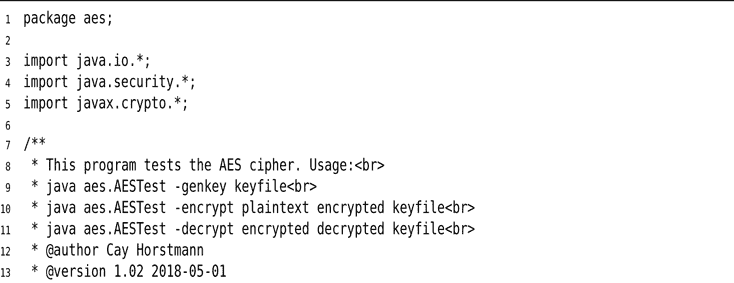 1 package aes;
2
3 import java.io.*;
4 import java.security.*;
5 import javax.crypto.*;
6
7 /**
8 * This program tests the AES cipher. Usage:<br>
9 * java aes.AESTest -genkey keyfile<br>
10 * java aes.AESTest -encrypt plaintext encrypted keyfile<br>
11 * java aes.AESTest -decrypt encrypted decrypted keyfile<br>
12 * @author Cay Horstmann
13 * @version 1.02 2018-05-01